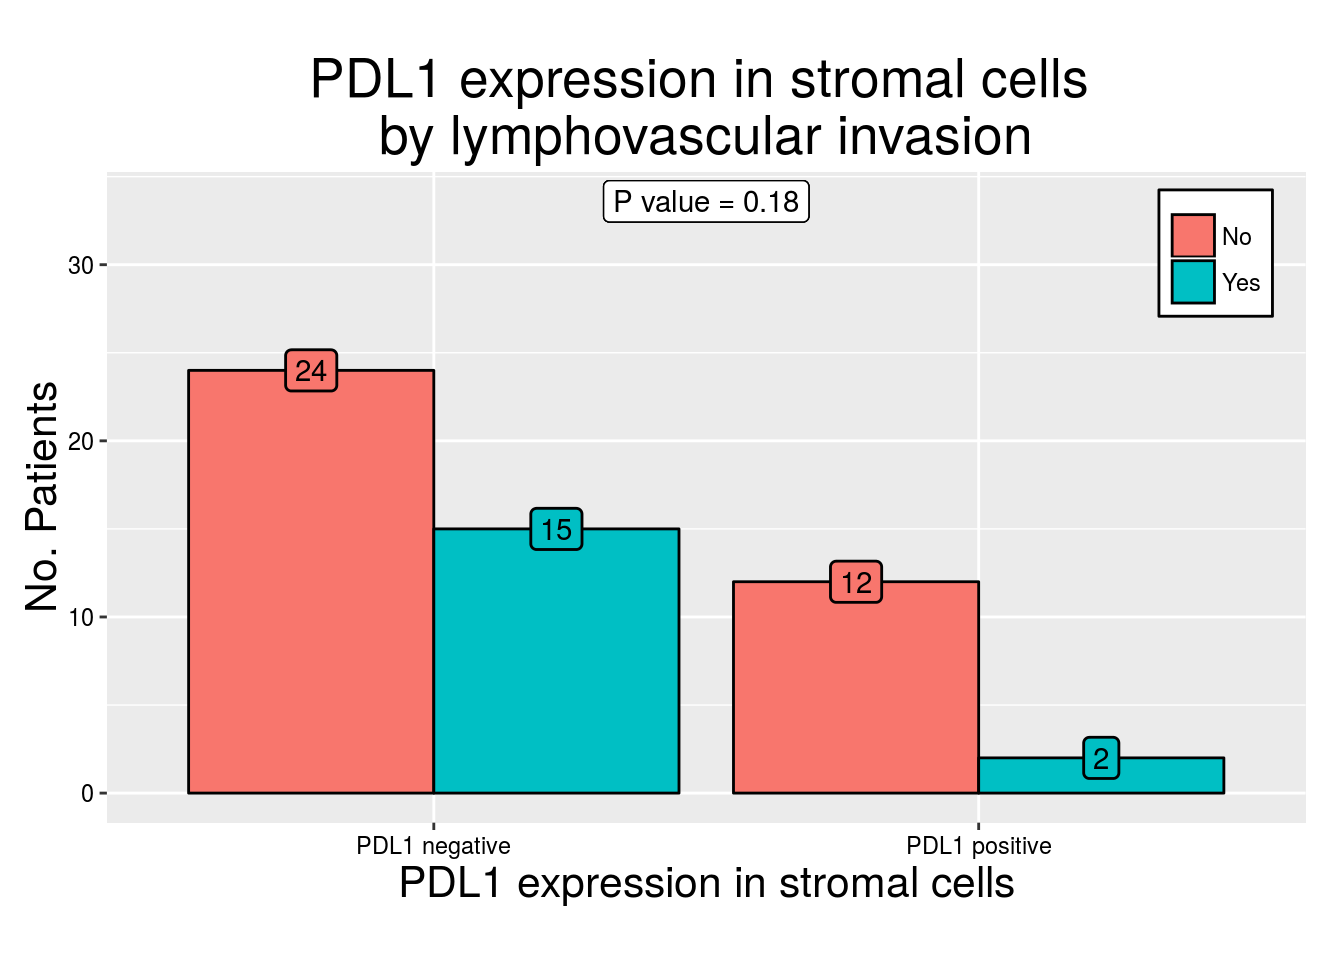 PDL1 expression in stromal cells
by lymphovascular invasion
P value = 0.18
No
Yes
No. Patients
30
20
10
0
24
15
12
2
PDL1 negative
PDL1 positive
PDL1 expression in stromal cells